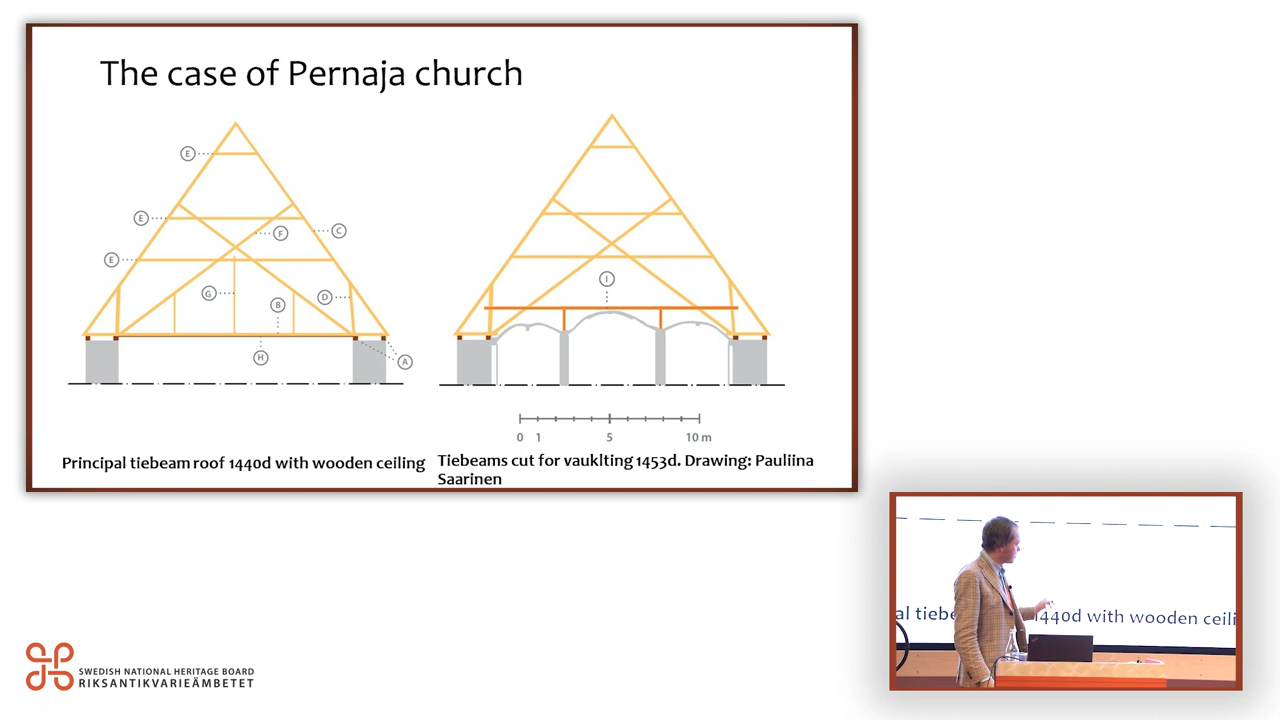 The case of Pernaja church
E
E
E
F
C
G
B
D
H
A
I
0 1 5 10 m
Principal tiebeam roof 1440d with wooden ceiling
Tiebeams cut for vauklting 1453d. Drawing: Pauliina
Saarinen
al tiebe 1440d with wooden ceili
SWEDISH NATIONAL HERITAGE BOARD
RIKSANTIKVARIEÄMBETET